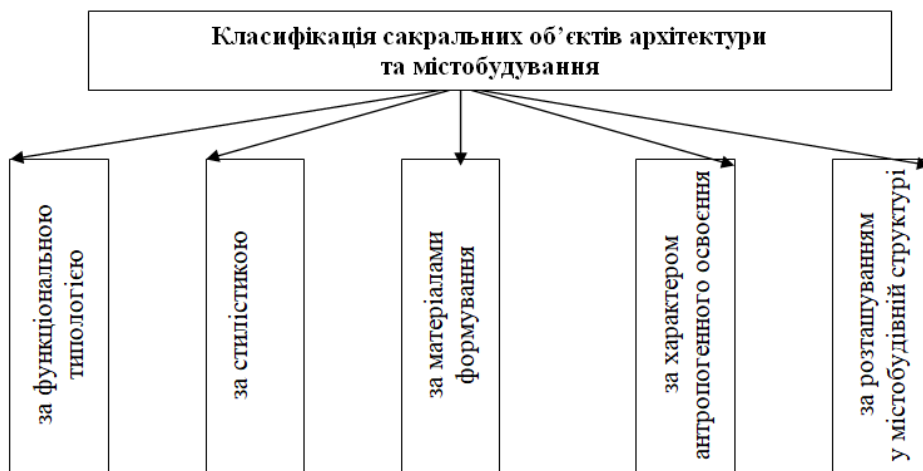 Класифікація сакральних об’єктів архітектури
та містобудування
за функціональною
типологією
за стилістикою
за матеріалами
формування
за характером
антропогенного освоєння
за розташуванням
у містобудівній структурі